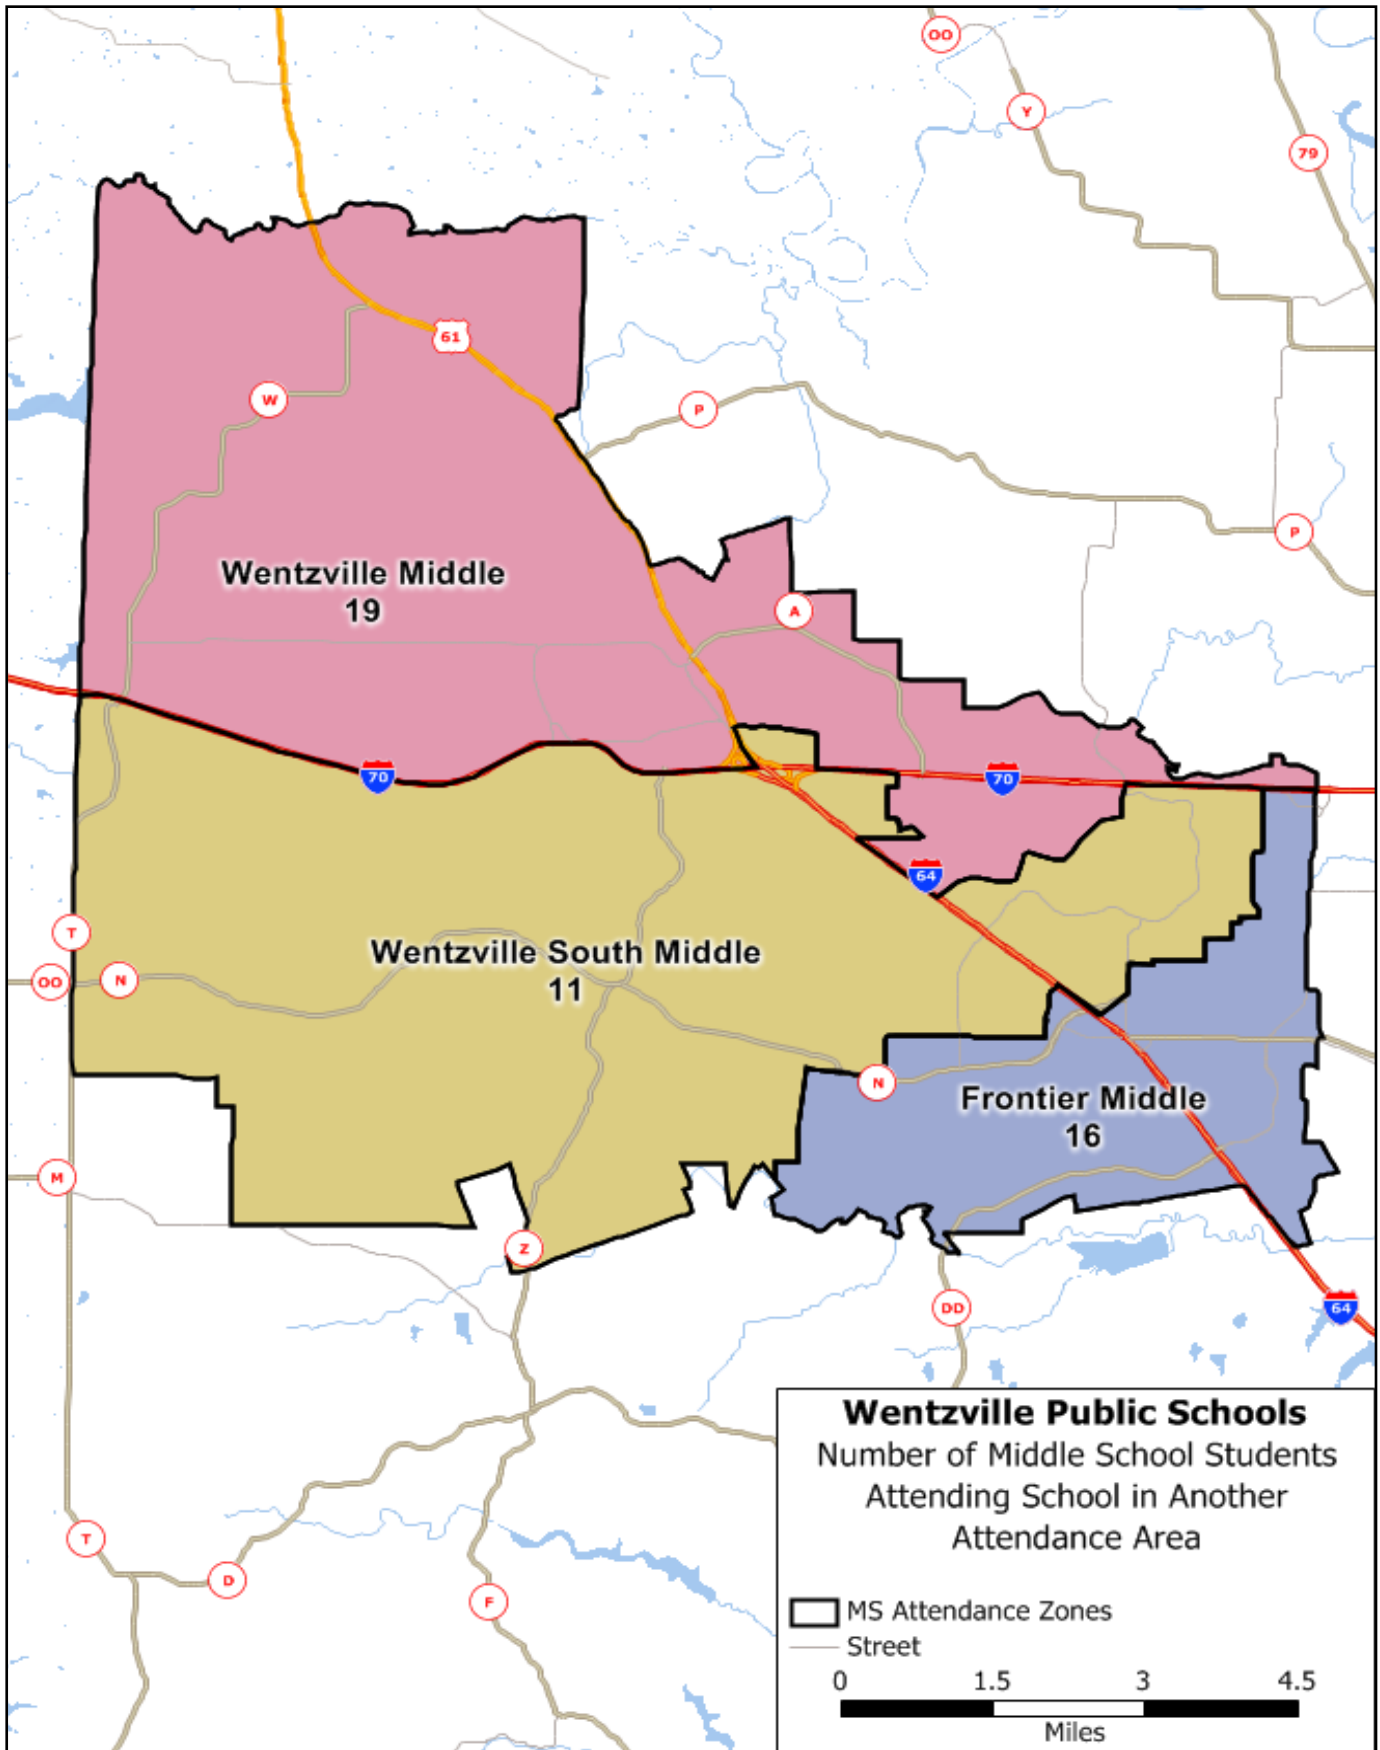 OO
Y
79
61
W
P
P
Wentzville Middle
19
A
70
70
64
T
Wentzville South Middle
11
OO
N
N
Frontier Middle
16
M
Z
DD
64
Wentzville Public Schools
Number of Middle School Students
Attending School in Another
Attendance Area
T
D
F
MS Attendance Zones
Street
0 1.5 3 4.5
Miles